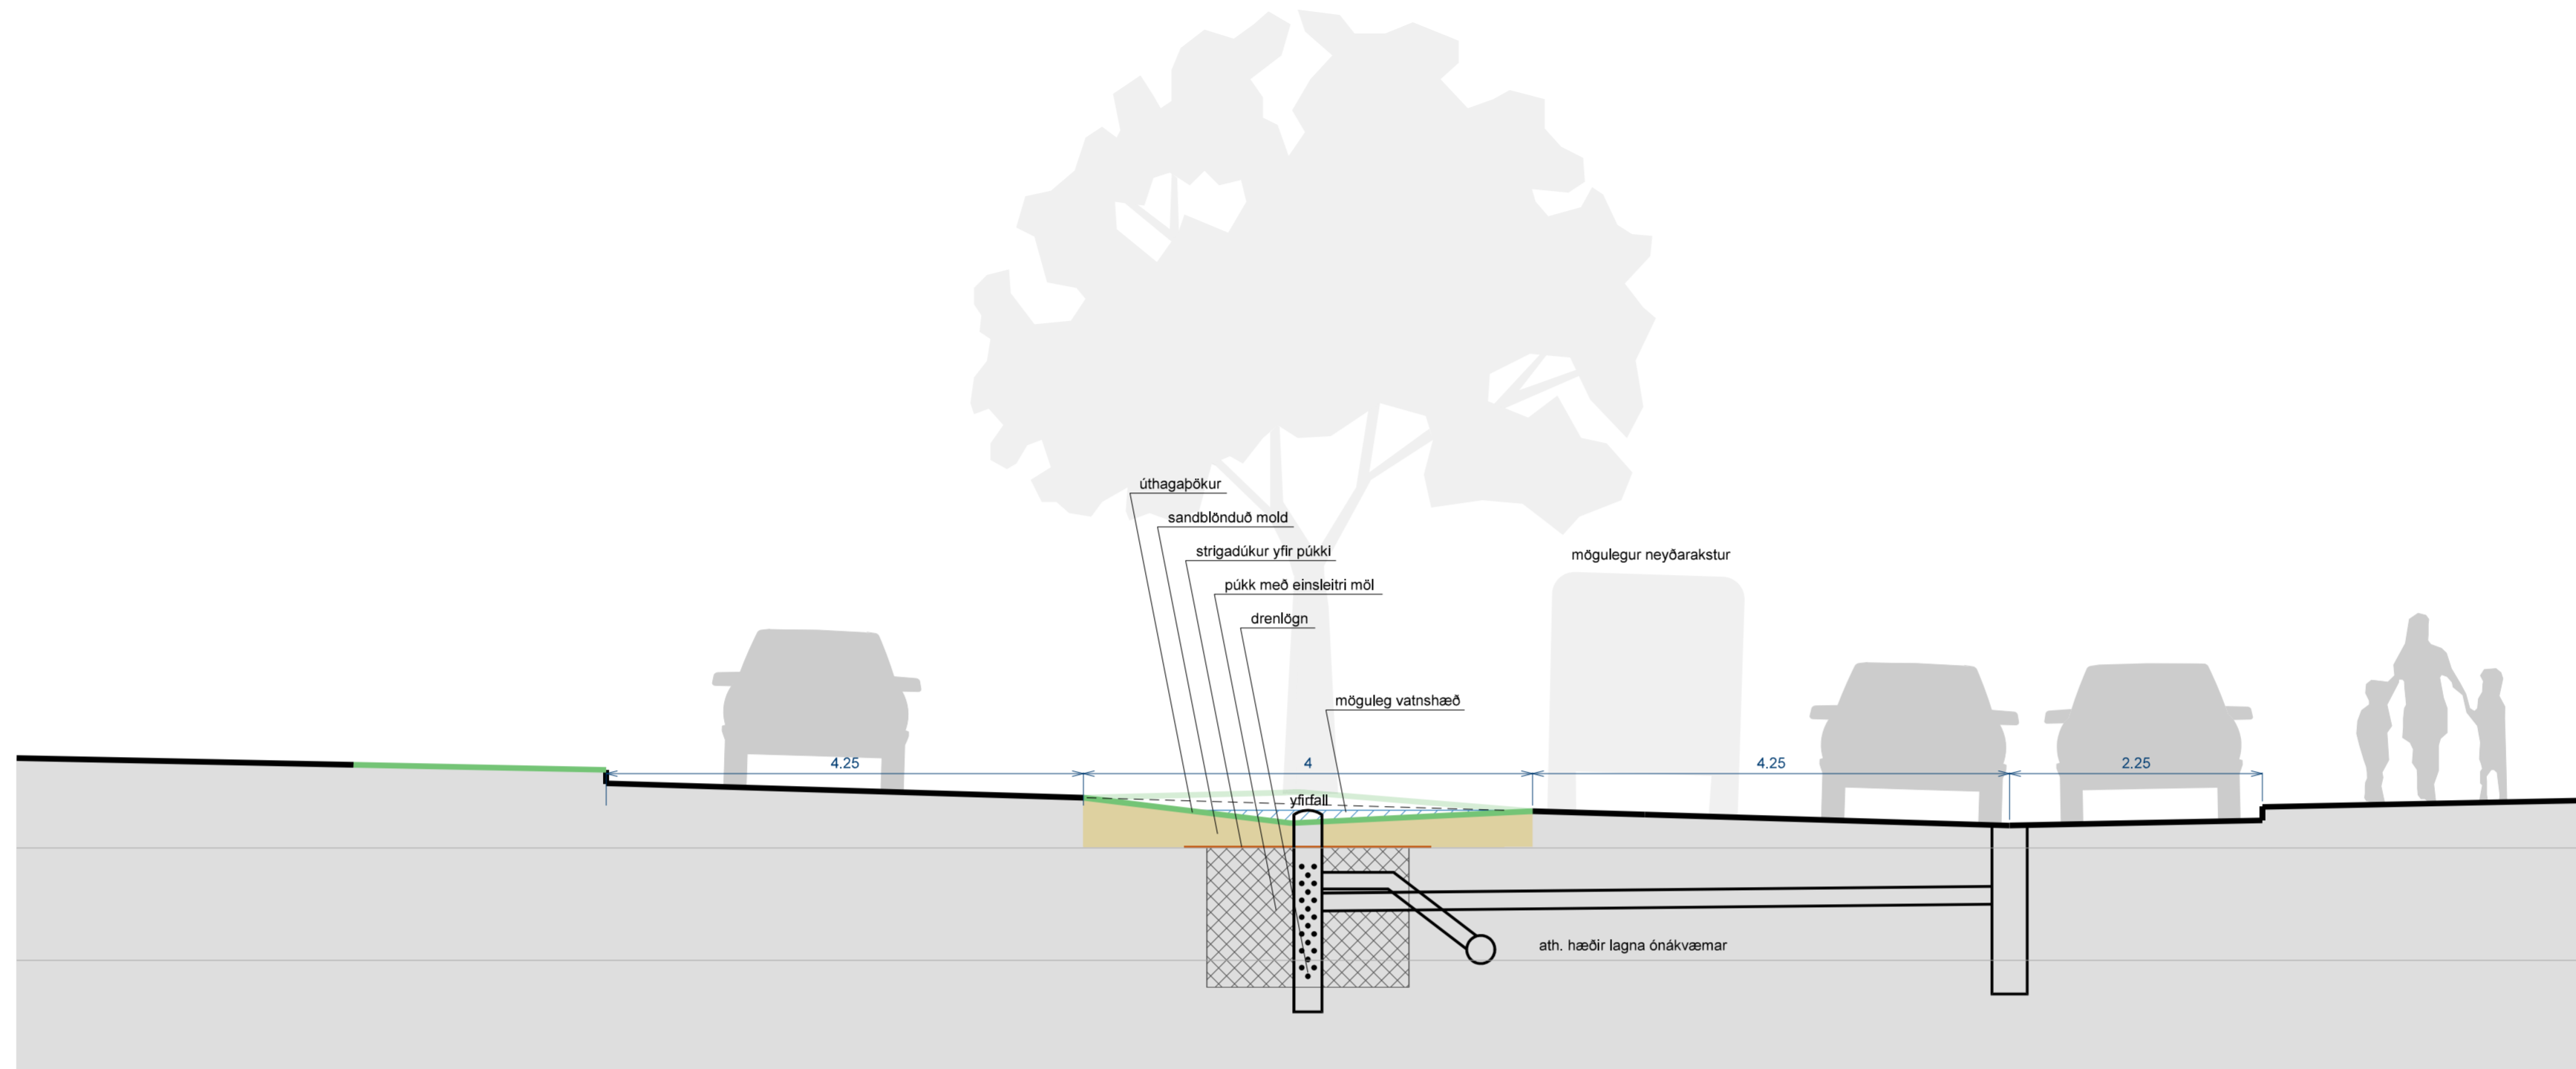 úthagaþökur
sandblönduð mold
strigadúkur yfir púkki
púkk með einsleitri möl
drenlögn
mögulegur neyðarakstur
möguleg vatnshæð
4.25
4
4.25
2.25
yfirfall
ath. hæðir lagna ónákvæmar